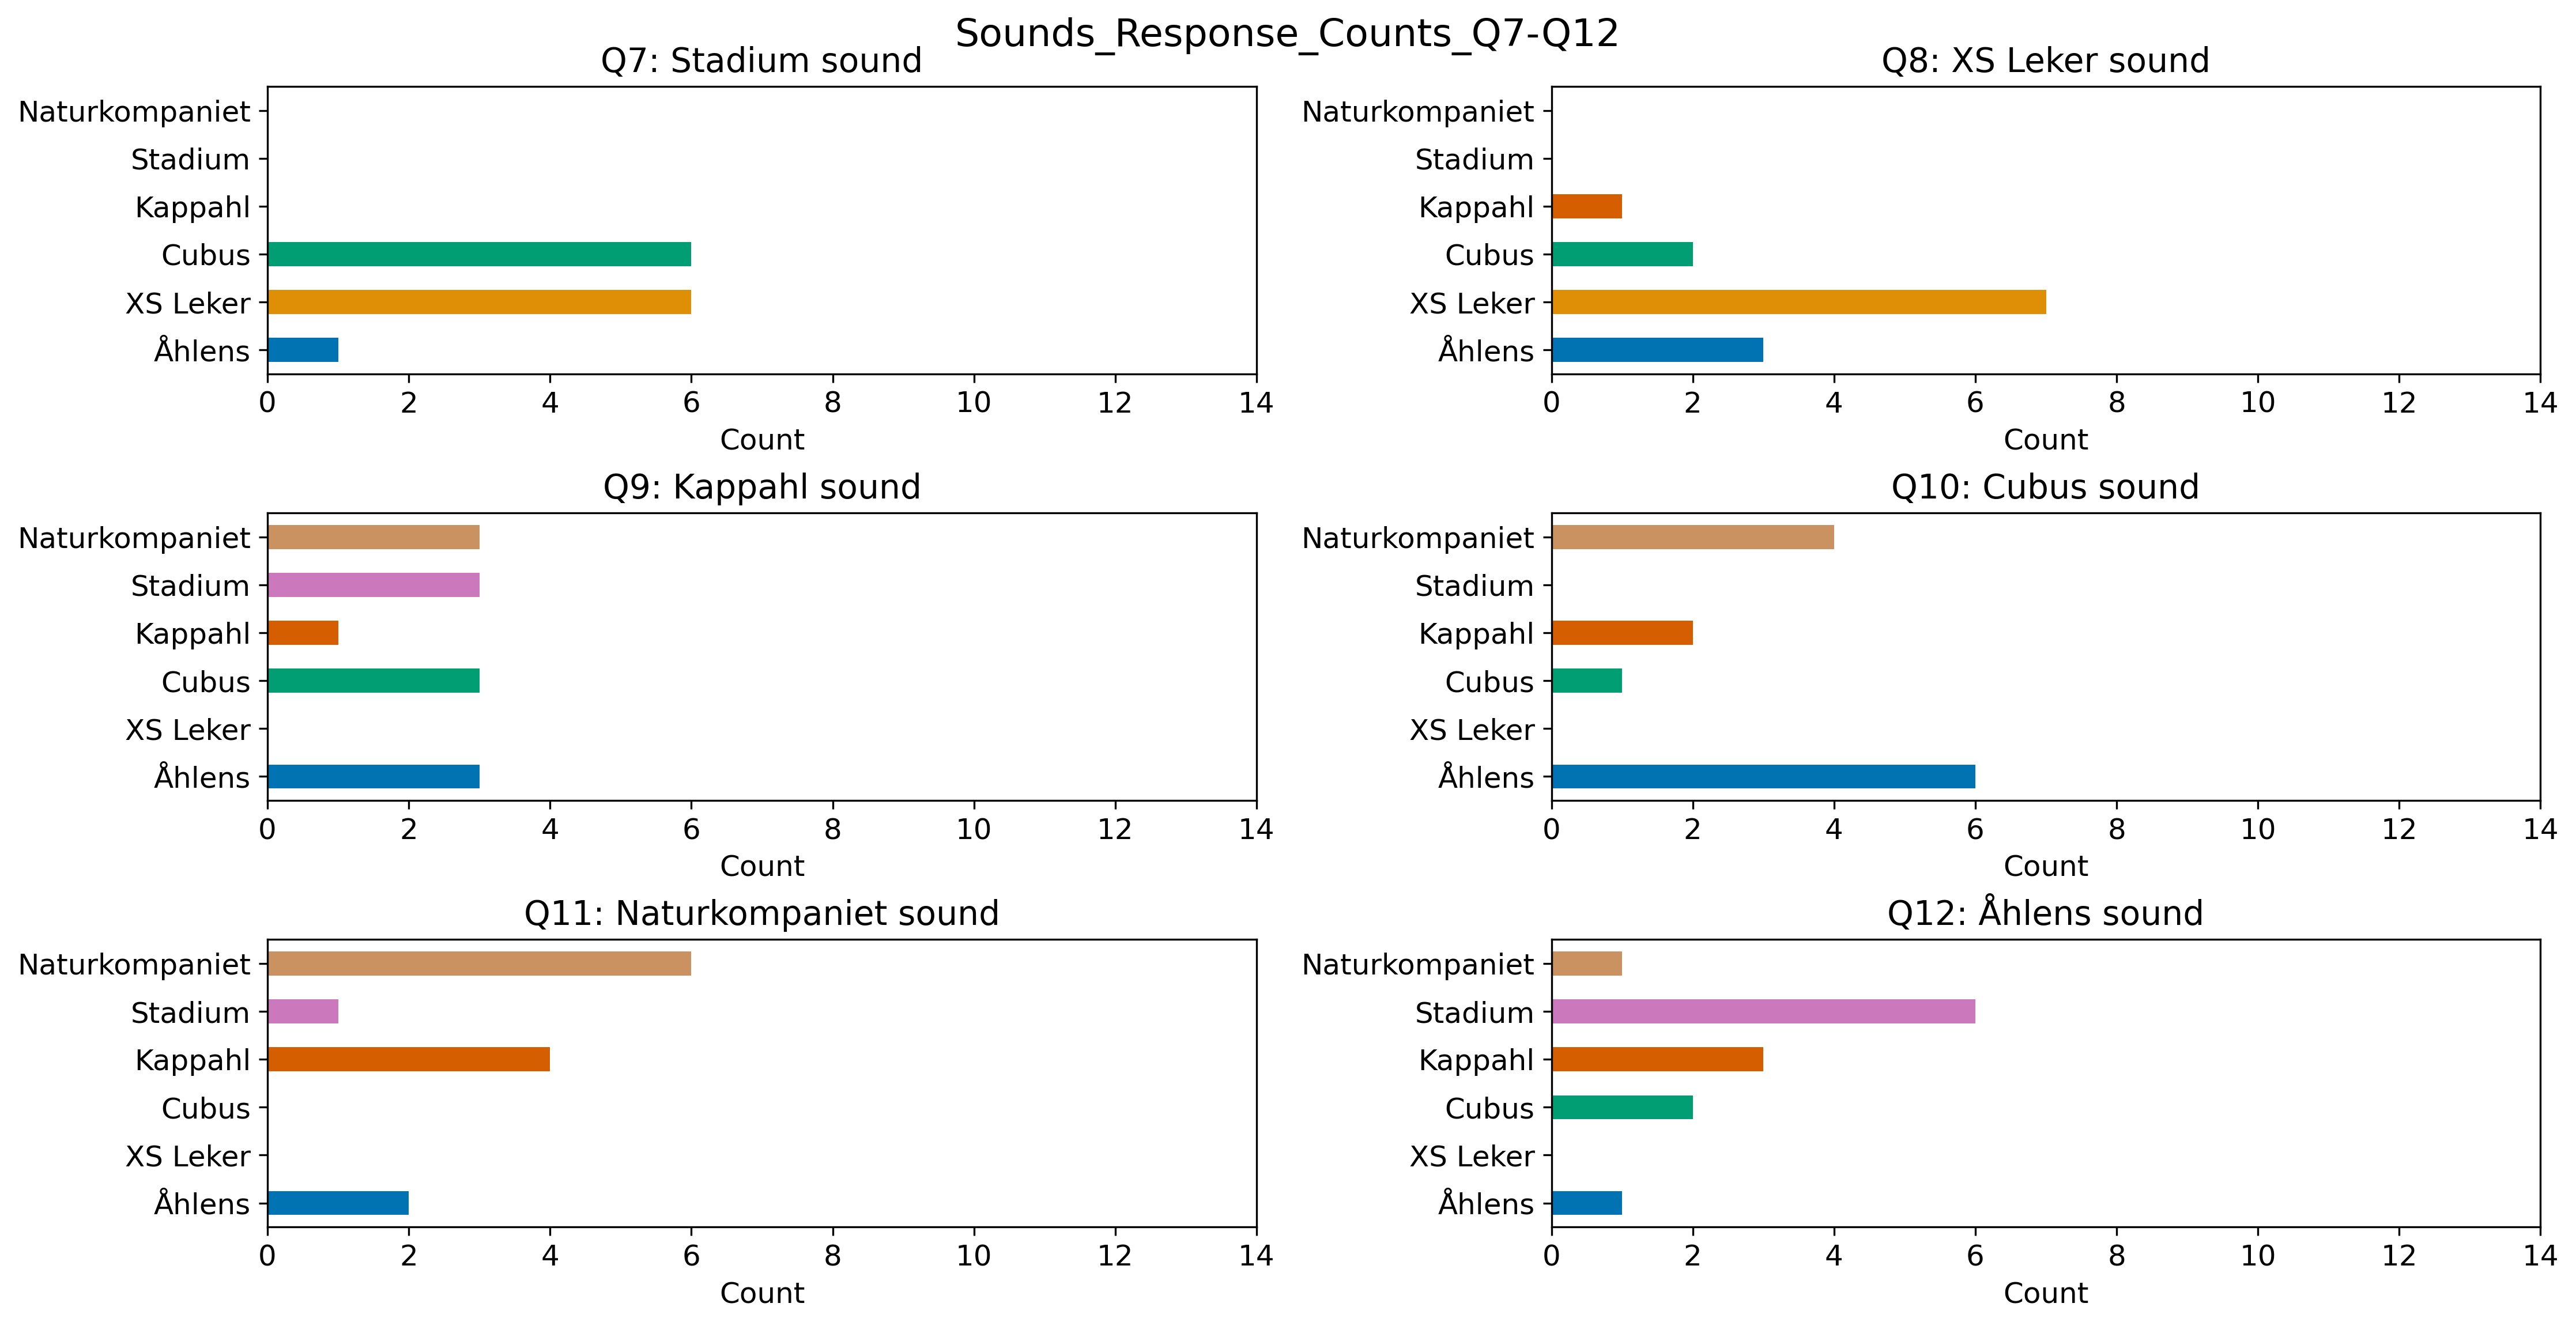 Sounds_Response_Counts_Q7-Q12
Q7: Stadium sound
Naturkompaniet
Stadium
Kappahl
Cubus
XS Leker
Åhlens
0 2 4 6 8 10 12 14
Count
Q8: XS Leker sound
Naturkompaniet
Stadium
Kappahl
Cubus
XS Leker
Åhlens
0 2 4 6 8 10 12 14
Count
Q9: Kappahl sound
Naturkompaniet
Stadium
Kappahl
Cubus
XS Leker
Åhlens
0 2 4 6 8 10 12 14
Count
Q10: Cubus sound
Naturkompaniet
Stadium
Kappahl
Cubus
XS Leker
Åhlens
0 2 4 6 8 10 12 14
Count
Q11: Naturkompaniet sound
Naturkompaniet
Stadium
Kappahl
Cubus
XS Leker
Åhlens
0 2 4 6 8 10 12 14
Count
Q12: Åhlens sound
Naturkompaniet
Stadium
Kappahl
Cubus
XS Leker
Åhlens
0 2 4 6 8 10 12 14
Count